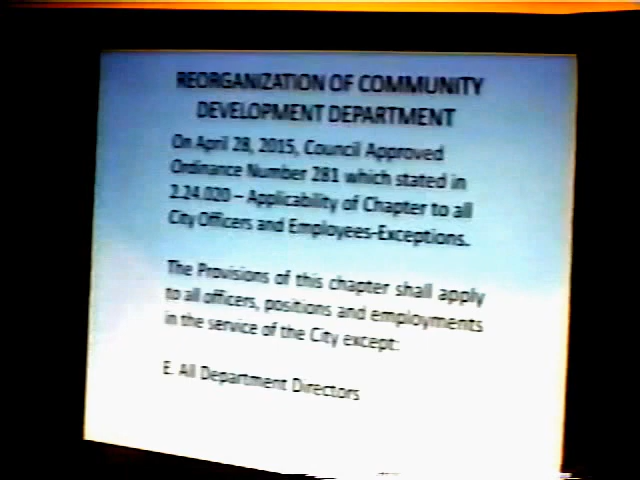 REORGANIZATION OF COMMUNITY
DEVELOPMENT DEPARTMENT
On April 28, 2015, Council Approved
Ordinance Number 281 which stated in
2.24.020 – Applicability of Chapter to all
City Officers and Employees-Exceptions.
The Provisions of this chapter shall apply
to all officers, positions and employments
in the service of the City except:
E. All Department Directors